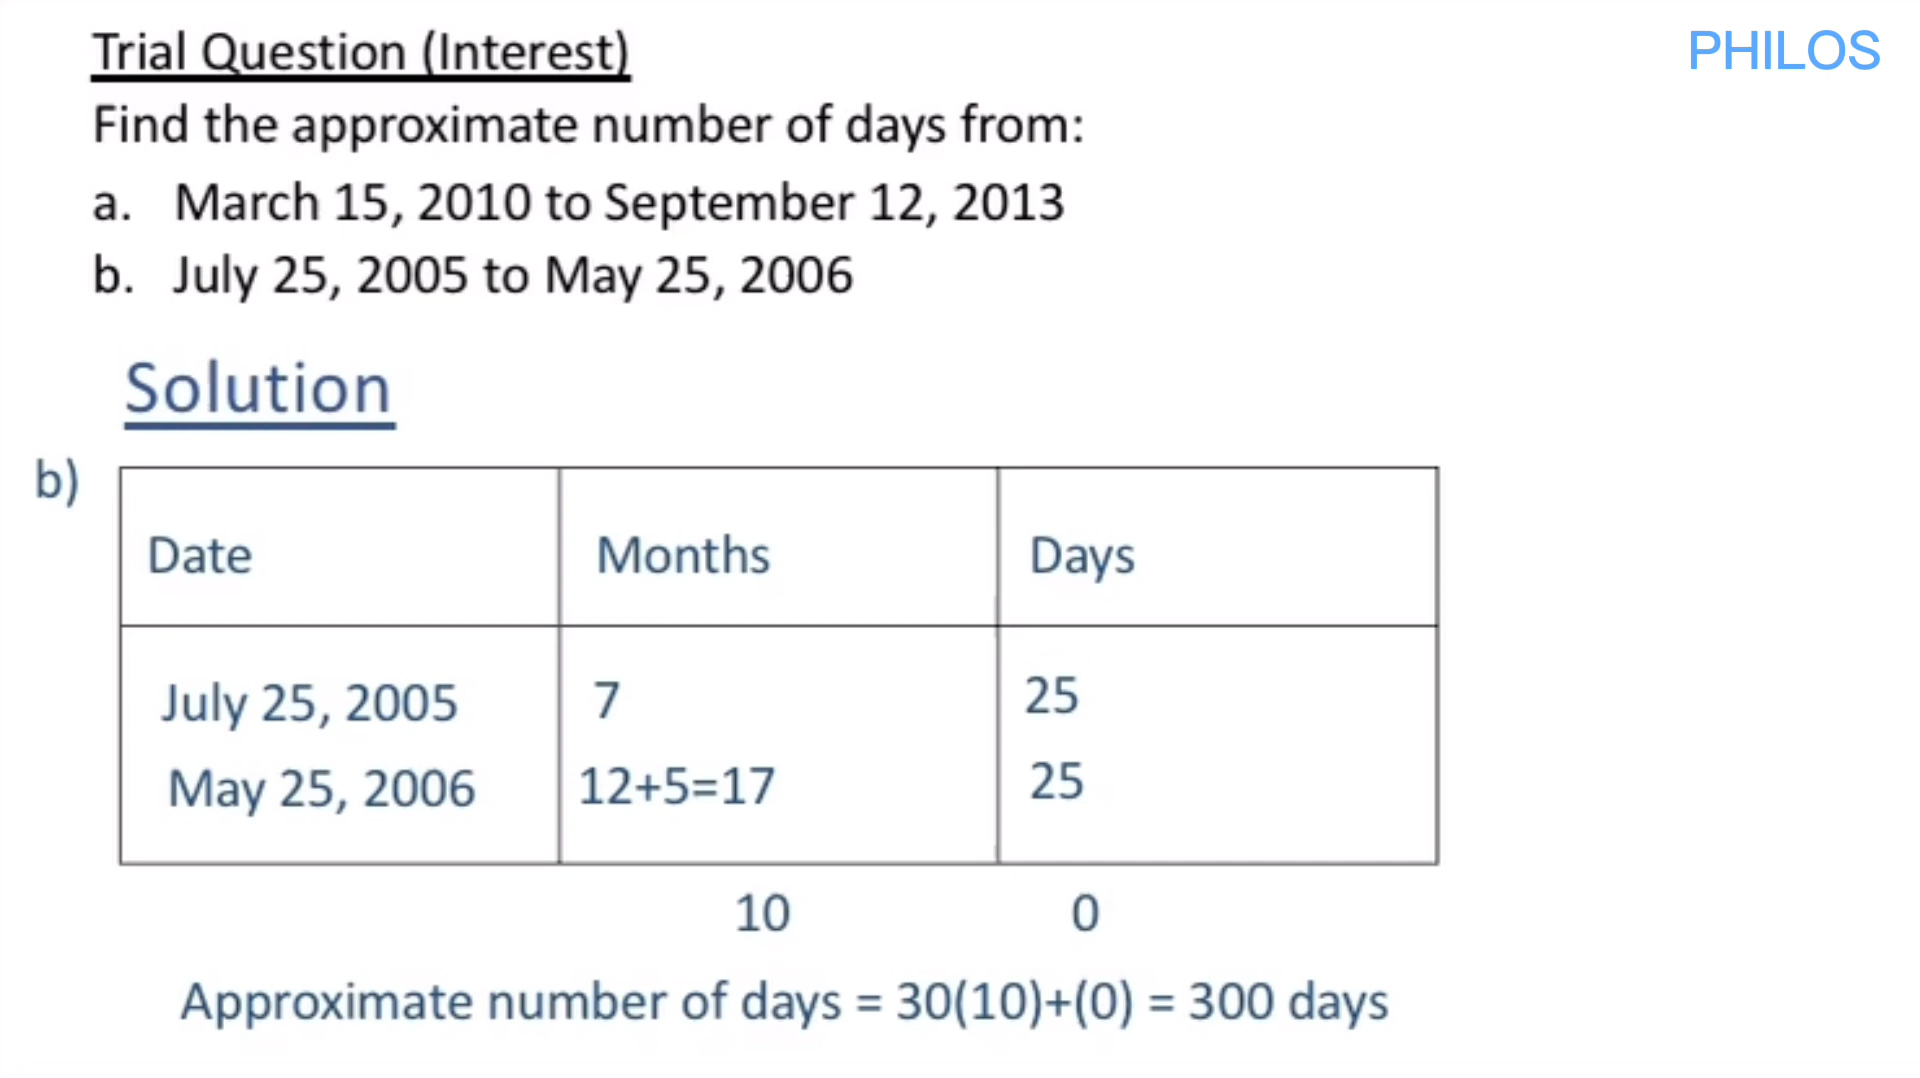 Trial Question (Interest)
PHILOS
Find the approximate number of days from:
a. March 15, 2010 to September 12, 2013
b. July 25, 2005 to May 25, 2006
Solution
b)
Date Months Days
July 25, 2005 7 25
May 25, 2006 12+5=17 25
10 0
Approximate number of days = 30(10)+(0) = 300 days